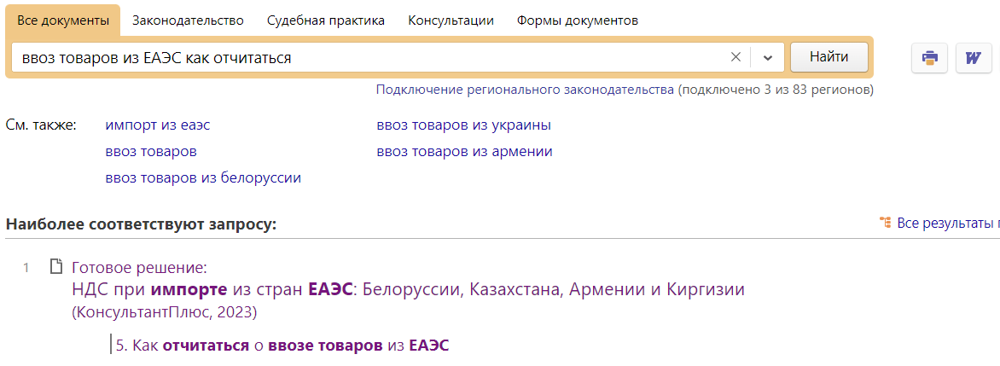 Все документы Законодательство Судебная практика Консультации Формы документов
ввоз товаров из ЕАЭС как отчитаться Найти
Подключение регионального законодательства (подключено 3 из 83 регионов)
См. также: импорт из еаэс ввоз товаров из украины
ввоз товаров ввоз товаров из армении
ввоз товаров из белоруссии
Наиболее соответствуют запросу: Все результаты
1 Готовое решение:
НДС при импорте из стран ЕАЭС: Белоруссии, Казахстана, Армении и Киргизии
(КонсультантПлюс, 2023)
5. Как отчитаться о ввозе товаров из ЕАЭС